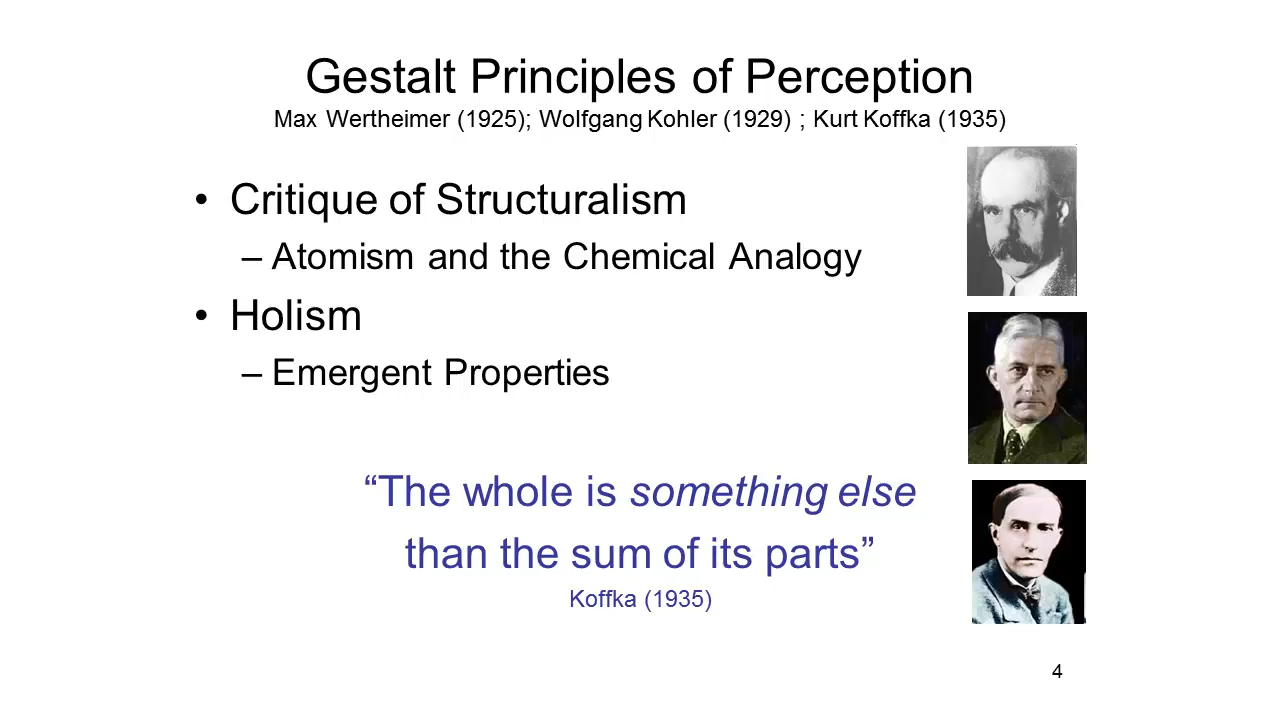 Gestalt Principles of Perception
Max Wertheimer (1925); Wolfgang Kohler (1929) ; Kurt Koffka (1935)
• Critique of Structuralism
– Atomism and the Chemical Analogy
• Holism
– Emergent Properties
“The whole is something else
than the sum of its parts”
Koffka (1935)
4